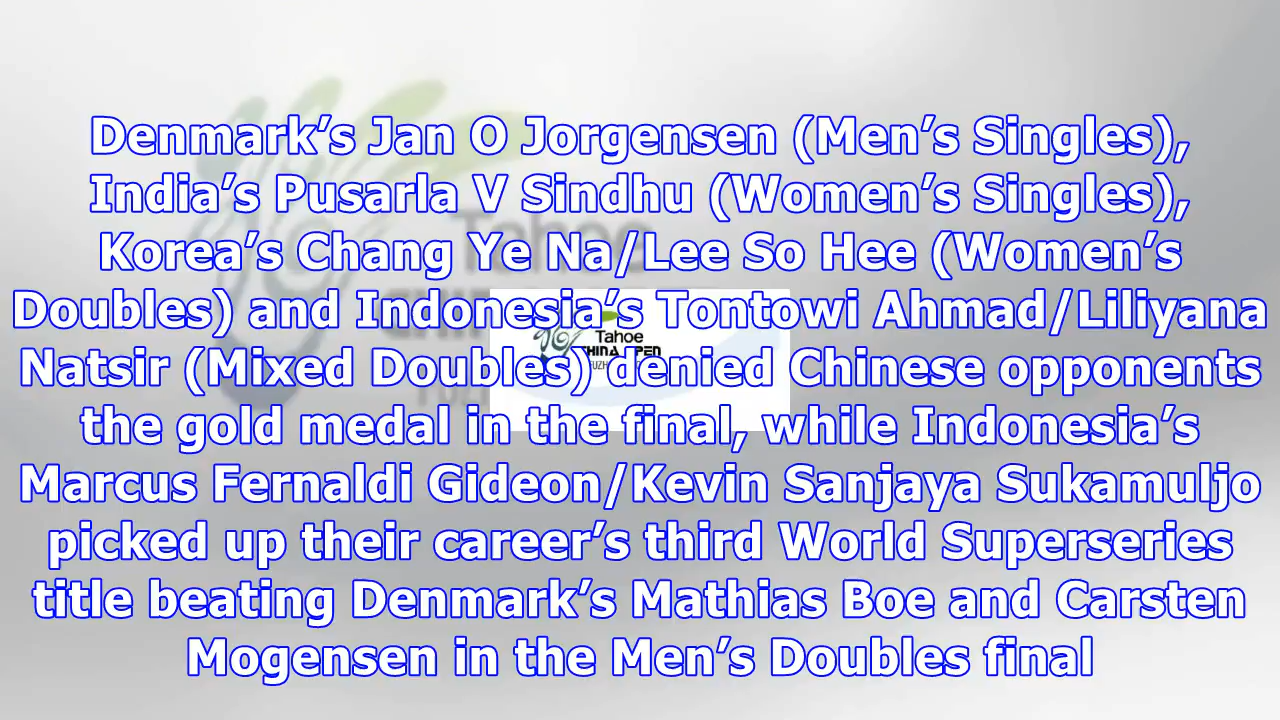 Denmark’s Jan O Jorgensen (Men’s Singles),
India’s Pusarla V Sindhu (Women’s Singles),
Korea’s Chang Ye Na/Lee So Hee (Women’s
Doubles) and Indonesia’s Tontowi Ahmad/Liliyana
Natsir (Mixed Doubles) denied Chinese opponents
the gold medal in the final, while Indonesia’s
Marcus Fernaldi Gideon/Kevin Sanjaya Sukamuljo
picked up their career’s third World Superseries
title beating Denmark’s Mathias Boe and Carsten
Mogensen in the Men’s Doubles final
Tahoe
Tahoe